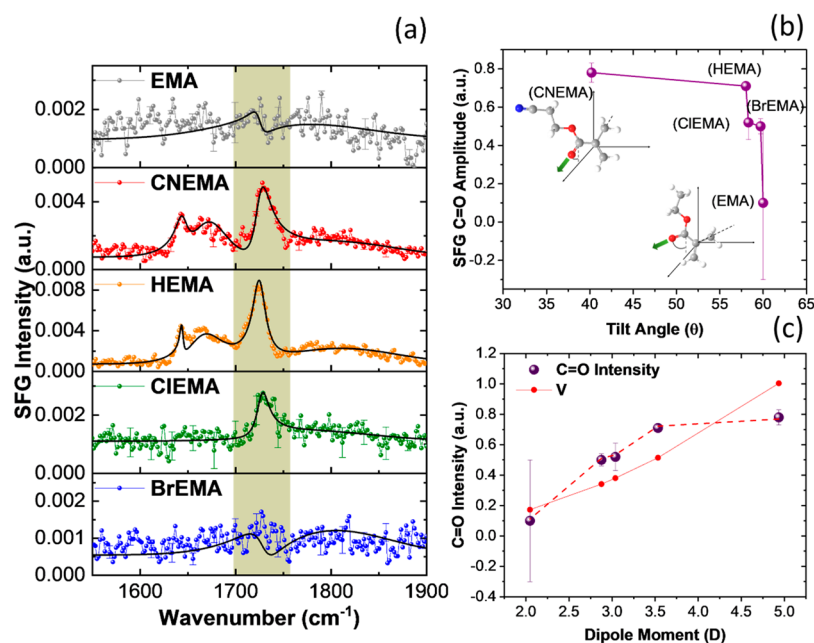 (a)
EMA
0.002
0.000
CNEMA
0.004
0.000
HEMA
0.008
0.004
0.000
ClEMA
0.002
0.000
BrEMA
0.002
0.001
0.000
1600 1700 1800 1900
Wavenumber (cm-1)
SFG Intensity (a.u.)
(b)
0.8
0.6
0.4
0.2
0.0
-0.2
(CNEMA)
(HEMA)
(BrEMA)
(ClEMA)
(EMA)
30 35 40 45 50 55 60 65
Tilt Angle (θ)
SFG C=O Amplitude (a.u.)
(c)
1.2
1.0
0.8
0.6
0.4
0.2
0.0
-0.2
-0.4
C=O Intensity
V
2.0 2.5 3.0 3.5 4.0 4.5 5.0
Dipole Moment (D)
C=O Intensity (a.u.)